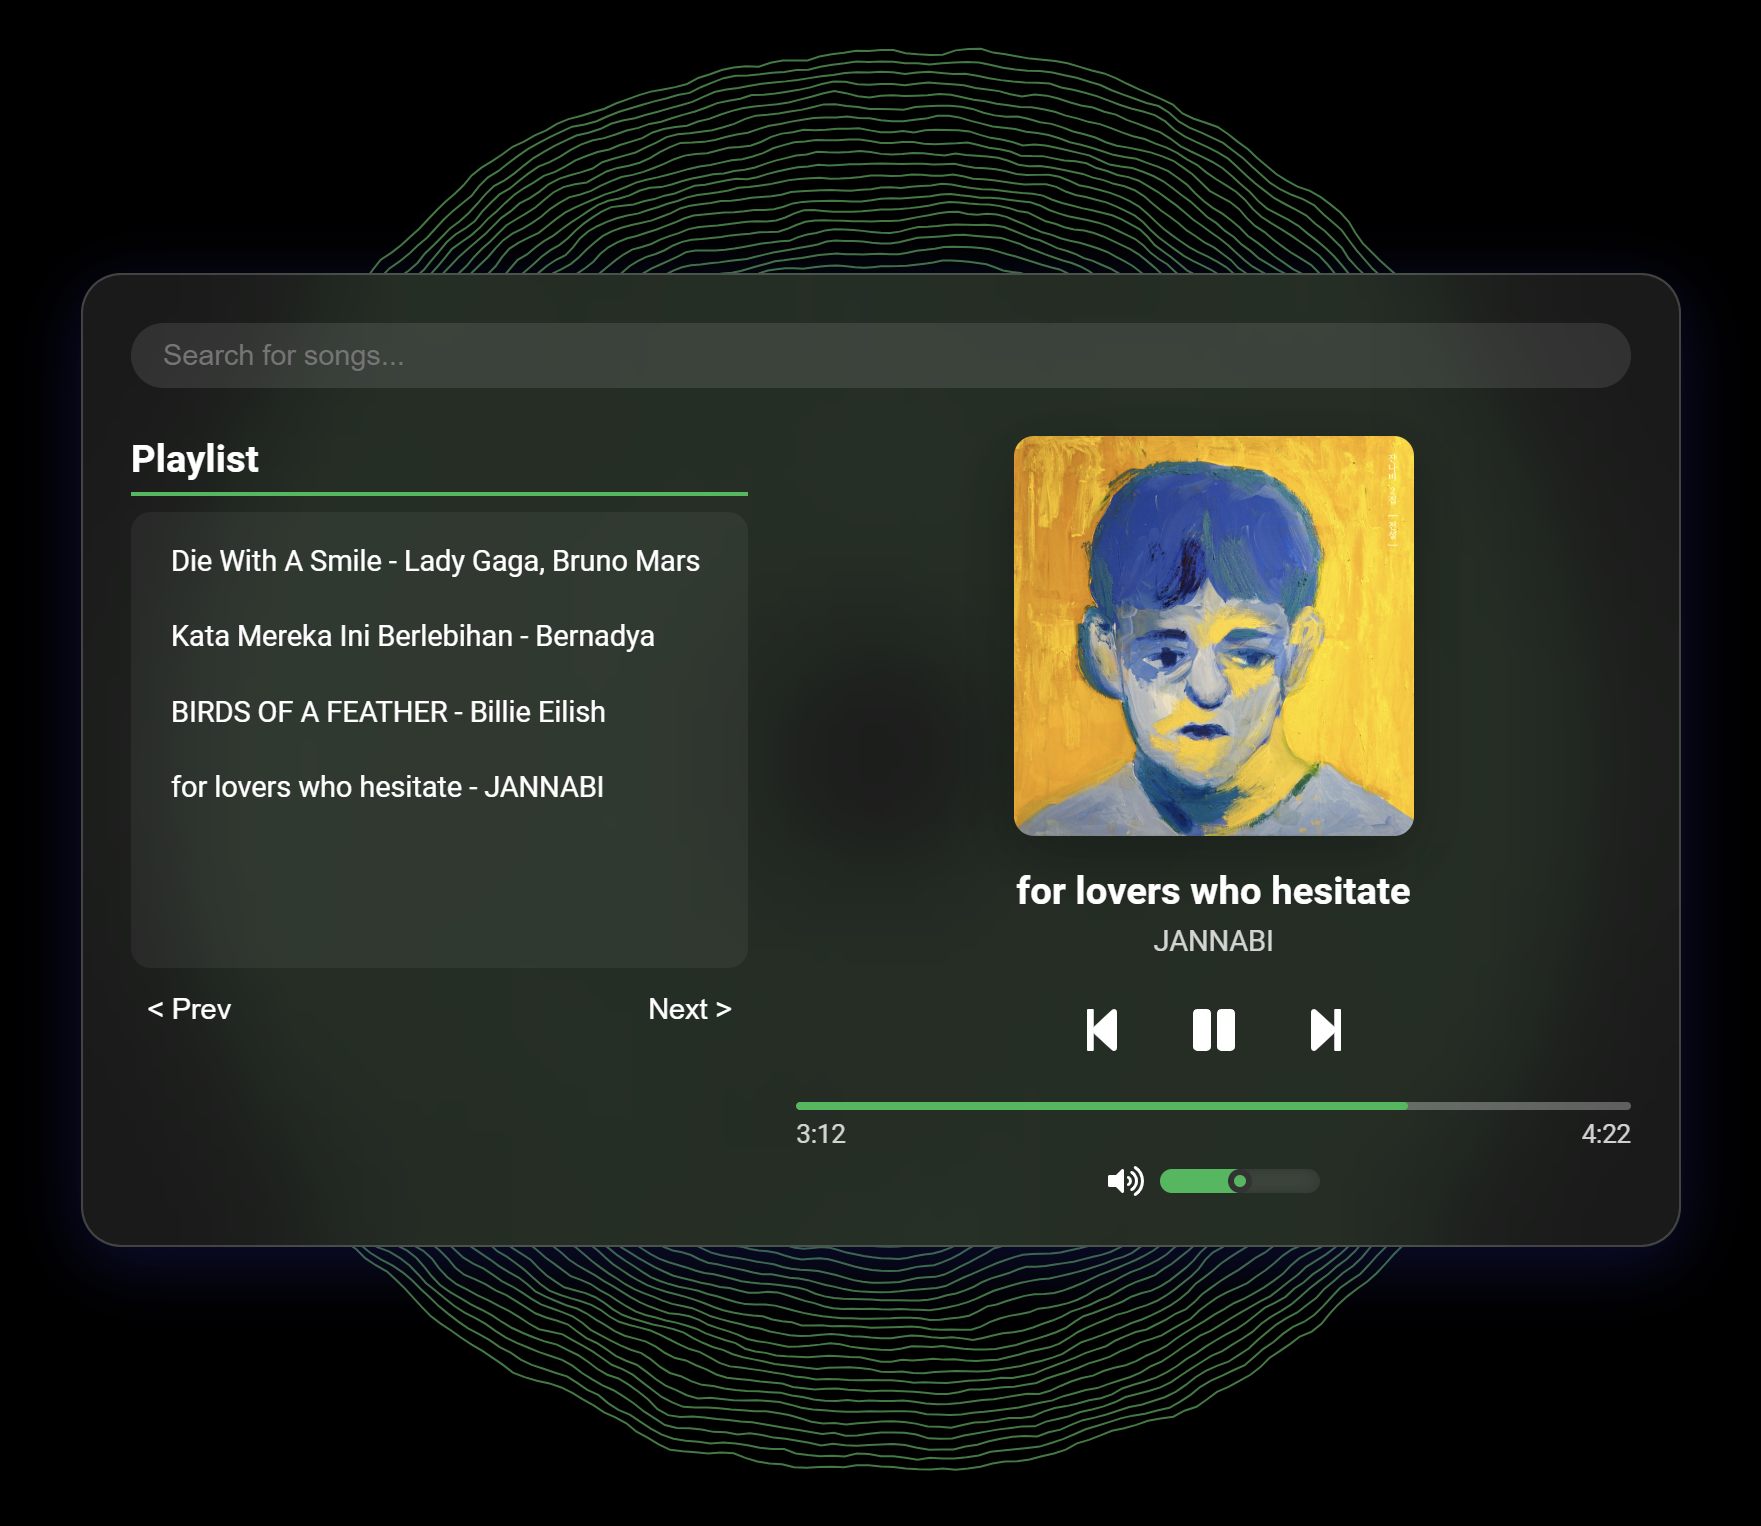 Search for songs...
Playlist
Die With A Smile - Lady Gaga, Bruno Mars
Kata Mereka Ini Berlebihan - Bernadya
BIRDS OF A FEATHER - Billie Eilish
for lovers who hesitate - JANNABI
< Prev
Next >
for lovers who hesitate
JANNABI
3:12
4:22